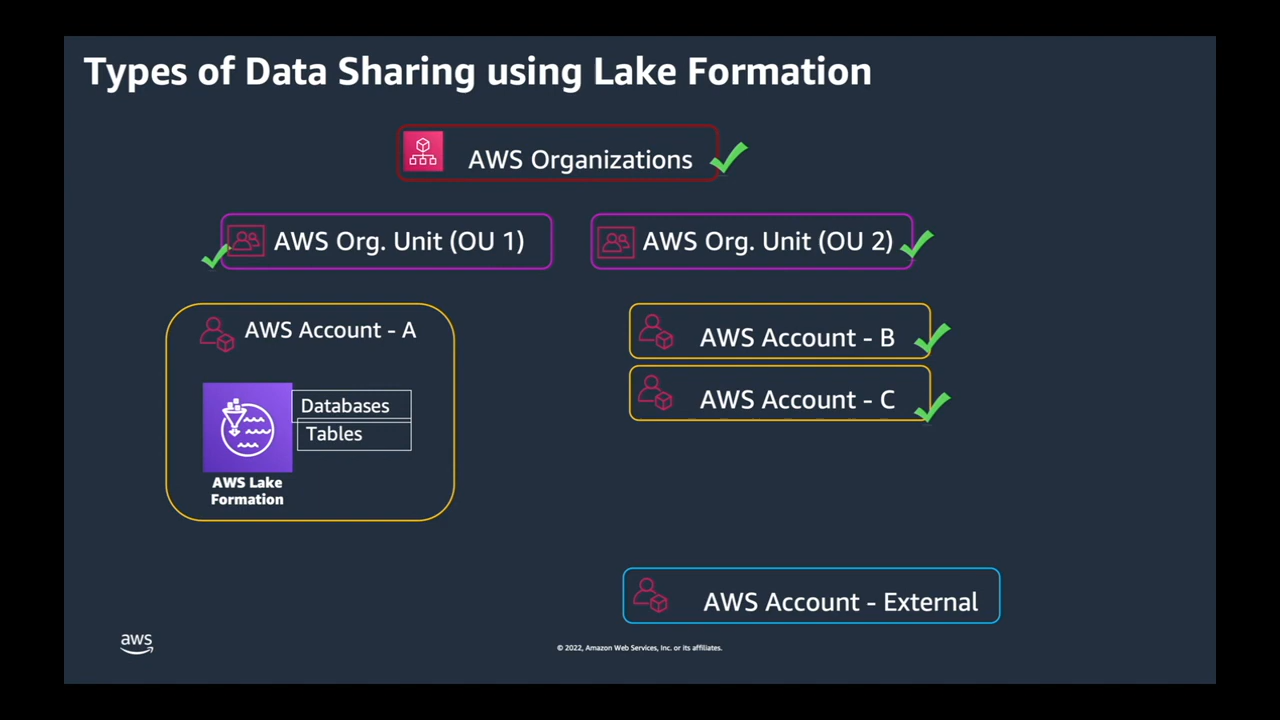 Types of Data Sharing using Lake Formation
AWS Organizations
AWS Org. Unit (OU 1)
AWS Org. Unit (OU 2)
AWS Account - A
Databases
Tables
AWS Lake
Formation
AWS Account - B
AWS Account - C
AWS Account - External
aws
© 2022, Amazon Web Services, Inc. or its affiliates.